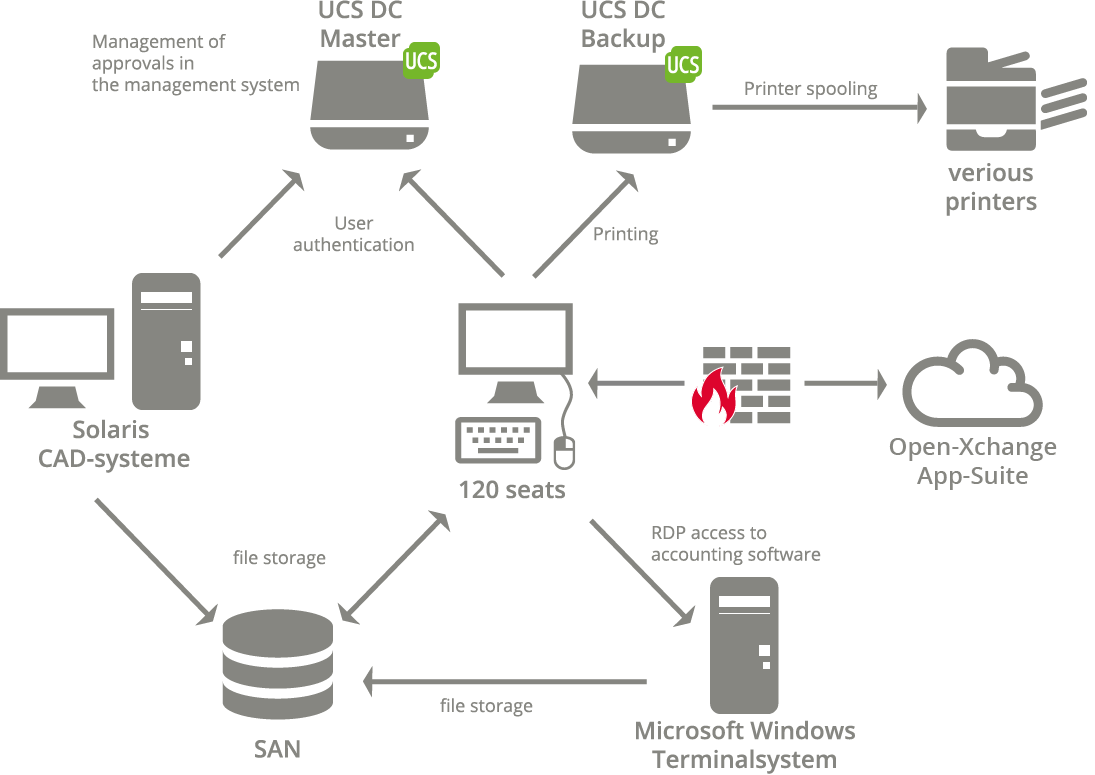 UCS DC
Master
UCS
Management of
approvals in
the management system
UCS DC
Backup
UCS
Printer spooling
verious
printers
User
authentication
Printing
Solaris
CAD-systeme
120 seats
Open-Xchange
App-Suite
file storage
RDP access to
accounting software
file storage
SAN
Microsoft Windows
Terminalsystem